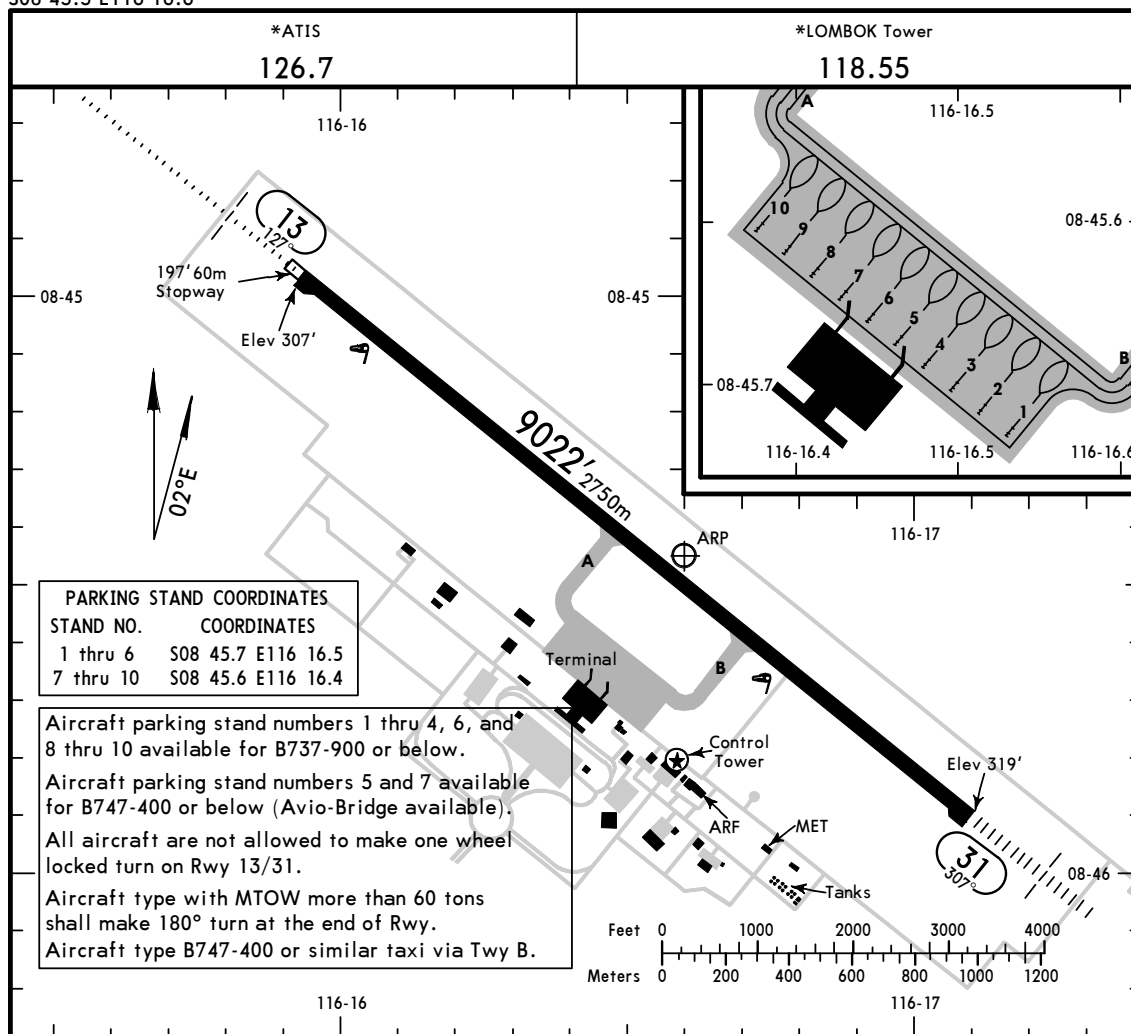 *ATIS
126.7
*LOMBOK Tower
118.55
116-16
A
116-16.5
13
127°
10
9
8
7
6
5
4
3
2
1
08-45.6
B
08-45.7
116-16.4
116-16.5
116-16.6
197' 60m
Stopway
08-45
08-45
Elev 307'
02°E
9022' 2750m
116-17
ARP
A
PARKING STAND COORDINATES
STAND NO. COORDINATES
1 thru 6 S08 45.7 E116 16.5
7 thru 10 S08 45.6 E116 16.4
Terminal
B
Aircraft parking stand numbers 1 thru 4, 6, and
8 thru 10 available for B737-900 or below.
Aircraft parking stand numbers 5 and 7 available
for B747-400 or below (Avio-Bridge available).
All aircraft are not allowed to make one wheel
locked turn on Rwy 13/31.
Aircraft type with MTOW more than 60 tons
shall make 180° turn at the end of Rwy.
Aircraft type B747-400 or similar taxi via Twy B.
Control
Tower
Elev 319'
ARF
MET
31
307°
08-46
Tanks
Feet 0 1000 2000 3000 4000
Meters 0 200 400 600 800 1000 1200
116-16
116-17